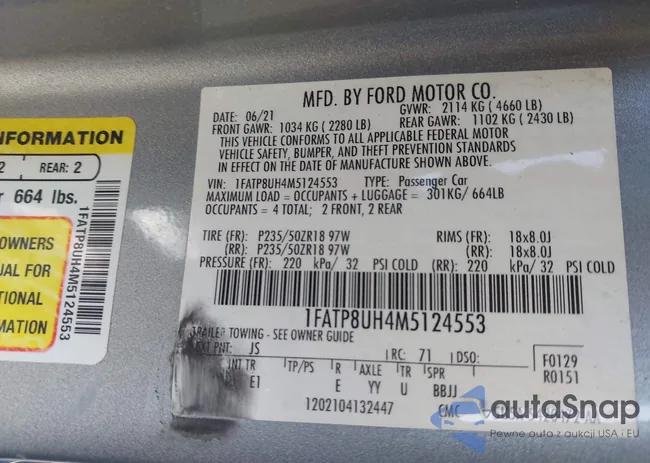 INFORMATION
2 REAR: 2
r 664 lbs.
OWNERS
UAL FOR
TIONAL
MATION
1FATP8UH4M5124553
MFD. BY FORD MOTOR CO.
DATE: 06/21 GVWR: 2114 KG ( 4660 LB)
FRONT GAWR: 1034 KG ( 2280 LB) REAR GAWR: 1102 KG ( 2430 LB)
THIS VEHICLE CONFORMS TO ALL APPLICABLE FEDERAL MOTOR
VEHICLE SAFETY, BUMPER, AND THEFT PREVENTION STANDARDS
IN EFFECT ON THE DATE OF MANUFACTURE SHOWN ABOVE.
VIN: 1FATP8UH4M5124553 TYPE: Passenger Car
MAXIMUM LOAD = OCCUPANTS + LUGGAGE = 301KG/ 664LB
OCCUPANTS = 4 TOTAL; 2 FRONT, 2 REAR
TIRE (FR): P235/50ZR18 97W RIMS (FR): 18x8.0J
(RR): P235/50ZR18 97W (RR): 18x8.0J
PRESSURE (FR): 220 kPa/ 32 PSI COLD (RR): 220 kPa/ 32 PSI COLD
1FATP8UH4M5124553
TRAILER TOWING - SEE OWNER GUIDE
EXT PNT: JS RC: 71 DSO: F0129
INT TR TP/PS R AXLE TR SPR R0151
E1 E YY U BBJJ
1202104132447 CMC
autoSnap
Pewne auta z aukcji USA i EU